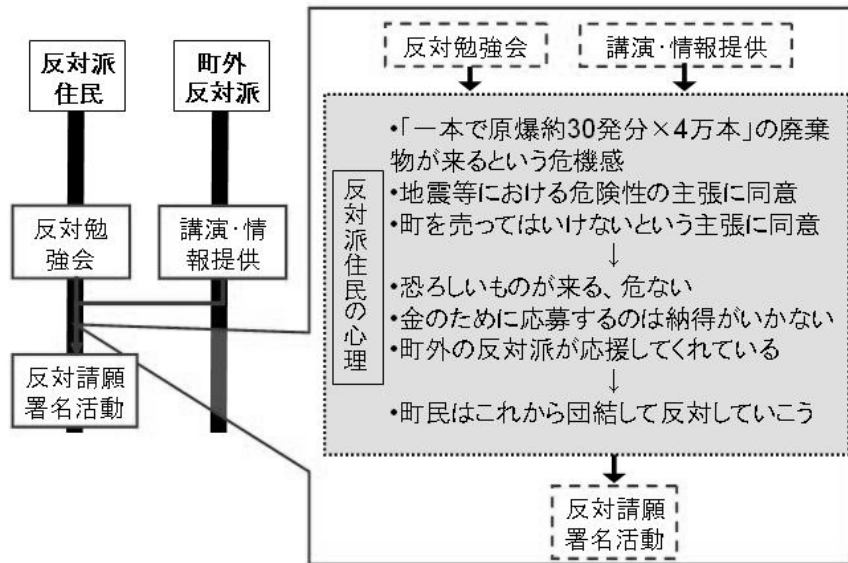 反対派
住民
町外
反対派
反対勉
強会
講演・情
報提供
反対請願
署名活動
反対勉強会
講演・情報提供
反対派住民の心理
・「一本で原爆約30発分×4万本」の廃棄
物が来るという危機感
・地震等における危険性の主張に同意
・町を売ってはいけないという主張に同意
↓
・恐ろしいものが来る、危ない
・金のために応募するのは納得がいかない
・町外の反対派が応援してくれている
↓
・町民はこれから団結して反対していこう
反対請願
署名活動